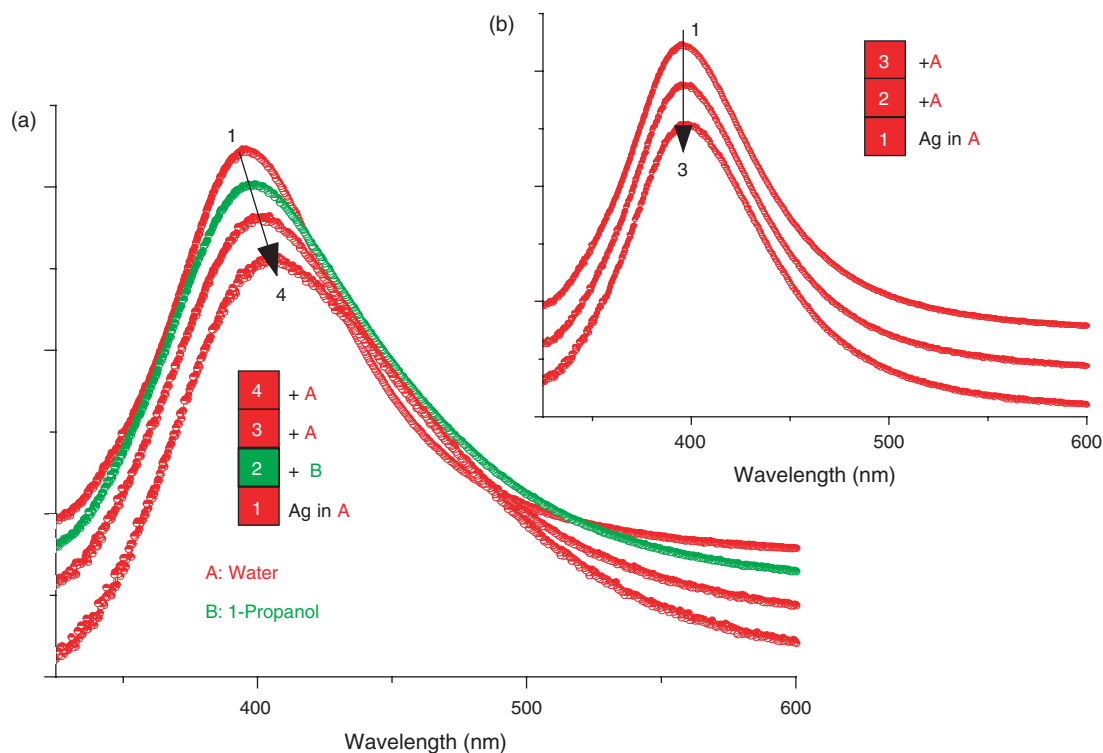 (a)
1
4
4 + A
3 + A
2 + B
1 Ag in A
A: Water
B: 1-Propanol
400
500
600
Wavelength (nm)
(b)
1
3
3 +A
2 +A
1 Ag in A
400
500
600
Wavelength (nm)